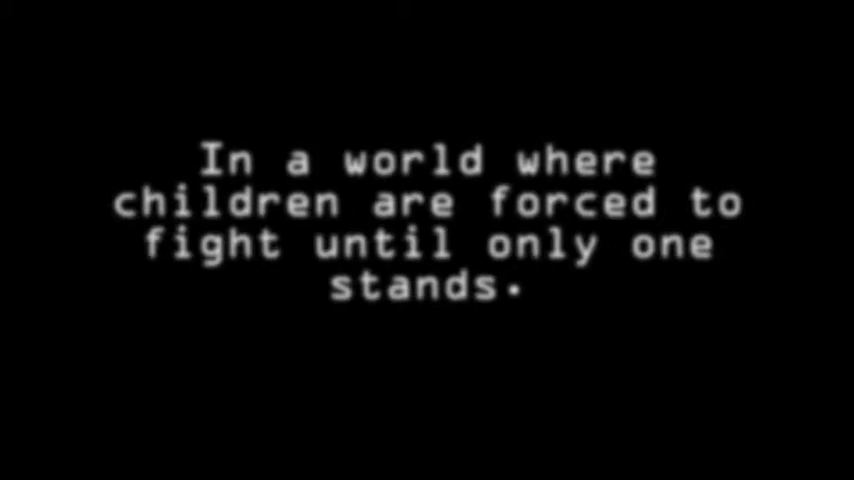 In a world where
children are forced to
fight until only one
stands.